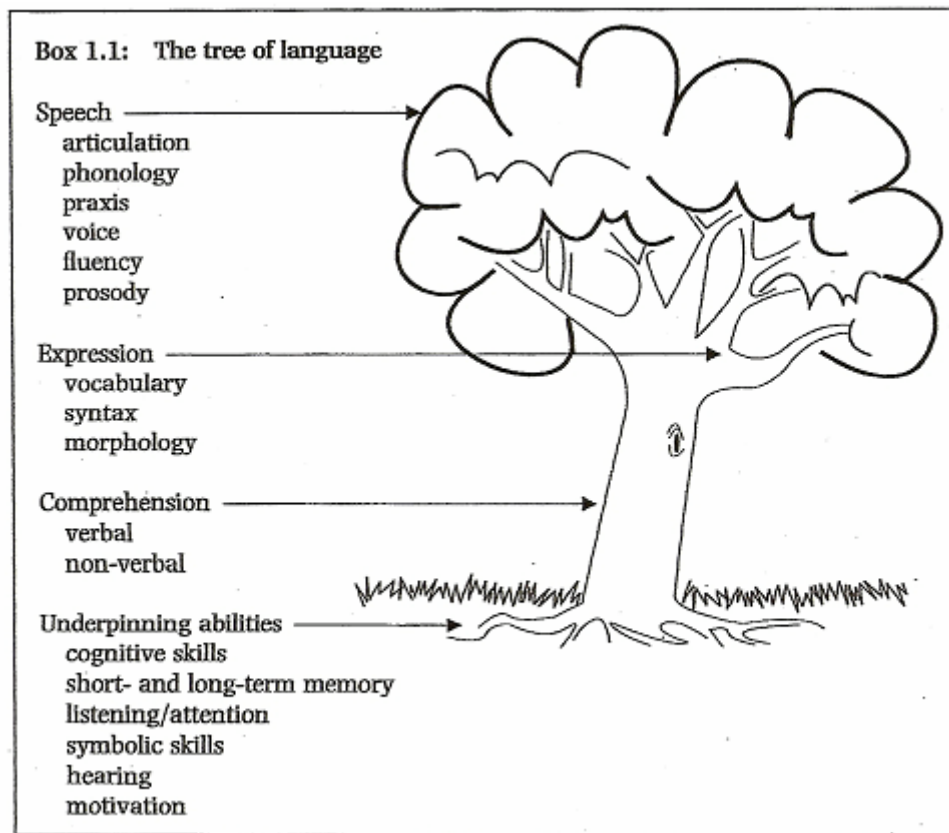 Box 1.1: The tree of language
Speech
articulation
phonology
praxis
voice
fluency
prosody
Expression
vocabulary
syntax
morphology
Comprehension
verbal
non-verbal
Underpinning abilities
cognitive skills
short- and long-term memory
listening/attention
symbolic skills
hearing
motivation